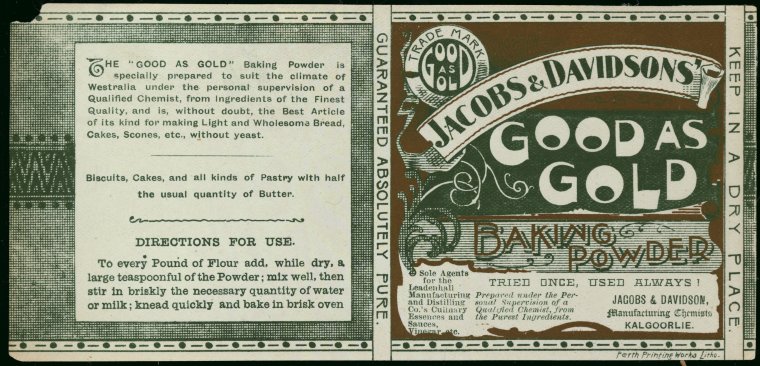 THE "GOOD AS GOLD" Baking Powder is
specially prepared to suit the climate of
Westralia under the personal supervision of a
Qualified Chemist, from Ingredients of the Finest
Quality, and is, without doubt, the Best Article
of its kind for making Light and Wholesome Bread,
Cakes, Scones, etc., without yeast.
Biscuits, Cakes, and all kinds of Pastry with half
the usual quantity of Butter.
DIRECTIONS FOR USE.
To every Pound of Flour add, while dry, a
large teaspoonful of the Powder; mix well, then
stir in briskly the necessary quantity of water
or milk; knead quickly and bake in brisk oven
GUARANTEED ABSOLUTELY PURE.
TRADE MARK
GOOD
AS
GOLD
JACOBS & DAVIDSONS'
GOOD AS
GOLD
BAKING
POWDER
Sole Agents
for the
Leadenhall
Manufacturing
and Distilling
Co.'s Culinary
Essences and
Sauces,
Vinegar, etc.
TRIED ONCE, USED ALWAYS!
Prepared under the Per-
sonal Supervision of a
Qualified Chemist, from
the Purest Ingredients.
JACOBS & DAVIDSON,
Manufacturing Chemists
KALGOORLIE.
KEEP IN A DRY PLACE.
Perth Printing Works Litho.